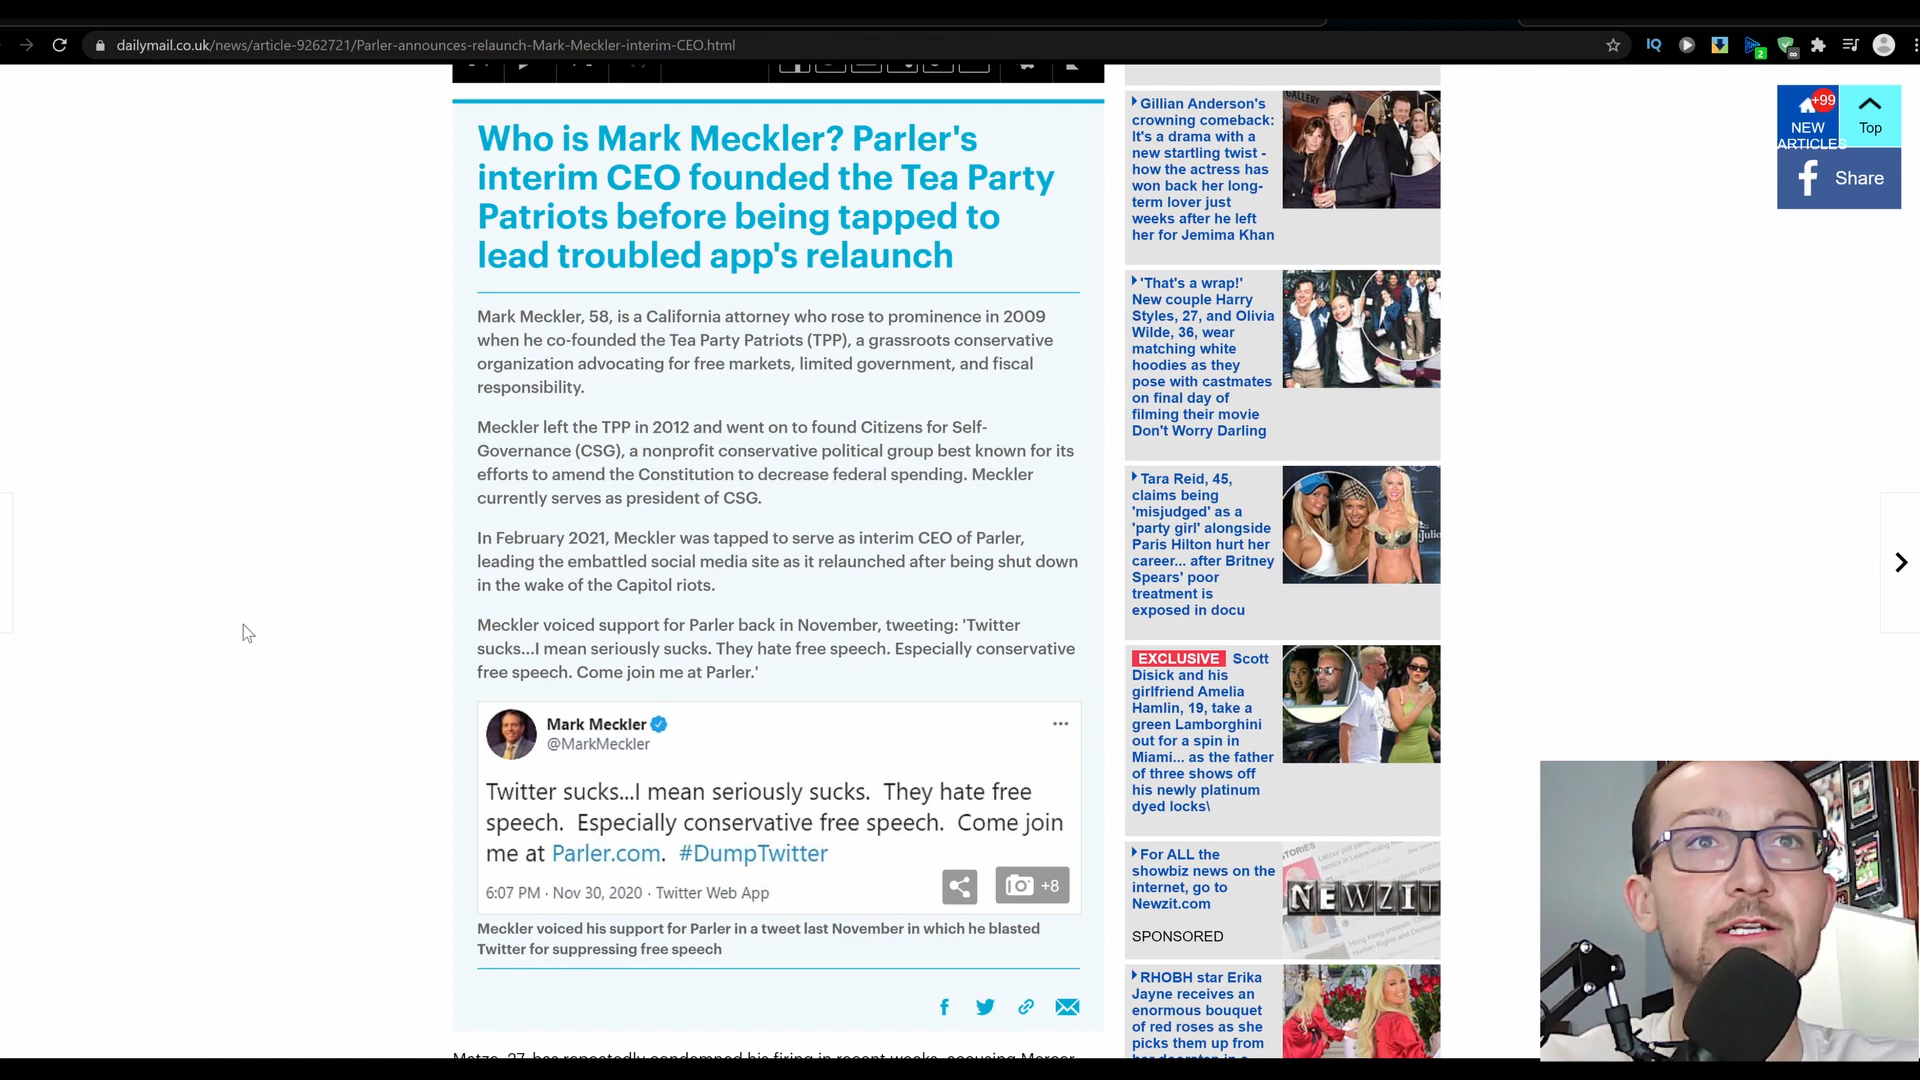 dailymail.co.uk/news/article-9262721/Parler-announces-relaunch-Mark-Meckler-interim-CEO.html
Who is Mark Meckler? Parler's
interim CEO founded the Tea Party
Patriots before being tapped to
lead troubled app's relaunch
Mark Meckler, 58, is a California attorney who rose to prominence in 2009
when he co-founded the Tea Party Patriots (TPP), a grassroots conservative
organization advocating for free markets, limited government, and fiscal
responsibility.
Meckler left the TPP in 2012 and went on to found Citizens for Self-
Governance (CSG), a nonprofit conservative political group best known for its
efforts to amend the Constitution to decrease federal spending. Meckler
currently serves as president of CSG.
In February 2021, Meckler was tapped to serve as interim CEO of Parler,
leading the embattled social media site as it relaunched after being shut down
in the wake of the Capitol riots.
Meckler voiced support for Parler back in November, tweeting: 'Twitter
sucks...I mean seriously sucks. They hate free speech. Especially conservative
free speech. Come join me at Parler.'
Mark Meckler
@MarkMeckler
Twitter sucks...I mean seriously sucks. They hate free
speech. Especially conservative free speech. Come join
me at Parler.com. #DumpTwitter
6:07 PM · Nov 30, 2020 · Twitter Web App
+8
Meckler voiced his support for Parler in a tweet last November in which he blasted
Twitter for suppressing free speech
Matze, 27, has repeatedly condemned his firing in recent weeks, accusing Mercer
Gillian Anderson's
crowning comeback:
It's a drama with a
new startling twist -
how the actress has
won back her long-
term lover just
weeks after he left
her for Jemima Khan
GALLERY
'That's a wrap!'
New couple Harry
Styles, 27, and Olivia
Wilde, 36, wear
matching white
hoodies as they
pose with castmates
on final day of
filming their movie
Don't Worry Darling
Tara Reid, 45,
claims being
'misjudged' as a
'party girl' alongside
Paris Hilton hurt her
career... after Britney
Spears' poor
treatment is
exposed in docu
EXCLUSIVE Scott
Disick and his
girlfriend Amelia
Hamlin, 19, take a
green Lamborghini
out for a spin in
Miami... as the father
of three shows off
his newly platinum
dyed locks\
For ALL the
showbiz news on the
internet, go to
Newzit.com
SPONSORED
NEWZIT
RHOBH star Erika
Jayne receives an
enormous bouquet
of red roses as she
picks them up from
+99
NEW
ARTICLES
Top
Share
IQ
2